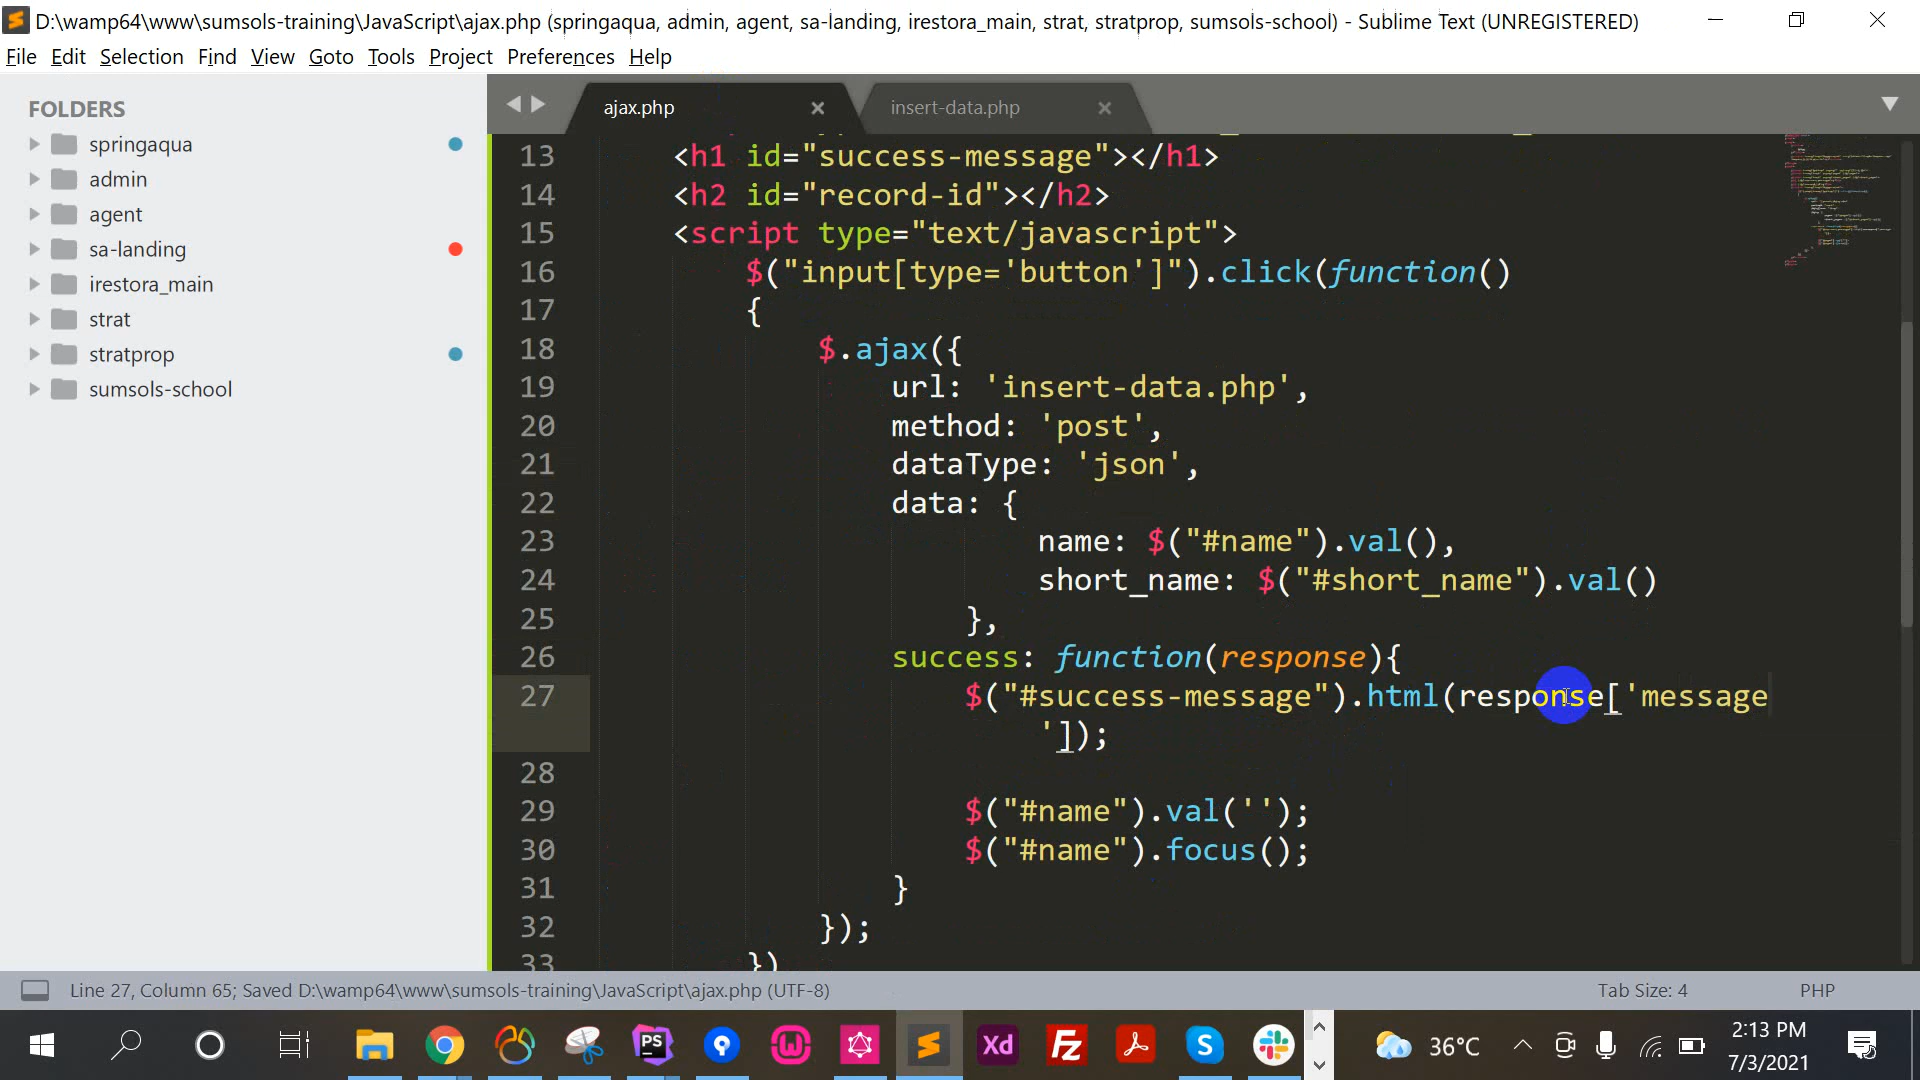 D:\wamp64\www\sumsols-training\JavaScript\ajax.php (springaqua, admin, agent, sa-landing, irestora_main, strat, stratprop, sumsols-school) - Sublime Text (UNREGISTERED)
File Edit Selection Find View Goto Tools Project Preferences Help
FOLDERS
springaqua
admin
agent
sa-landing
irestora_main
strat
stratprop
sumsols-school
ajax.php
insert-data.php
13 <h1 id="success-message"></h1>
14 <h2 id="record-id"></h2>
15 <script type="text/javascript">
16 $("input[type='button']").click(function()
17 {
18 $.ajax({
19 url: 'insert-data.php',
20 method: 'post',
21 dataType: 'json',
22 data: {
23 name: $("#name").val(),
24 short_name: $("#short_name").val()
25 },
26 success: function(response){
27 $("#success-message").html(response['message
']);
28
29 $("#name").val('');
30 $("#name").focus();
31 }
32 });
33 })
Line 27, Column 65; Saved D:\wamp64\www\sumsols-training\JavaScript\ajax.php (UTF-8)
Tab Size: 4
PHP
PS
Xd
Fz
S
36°C
2:13 PM
7/3/2021